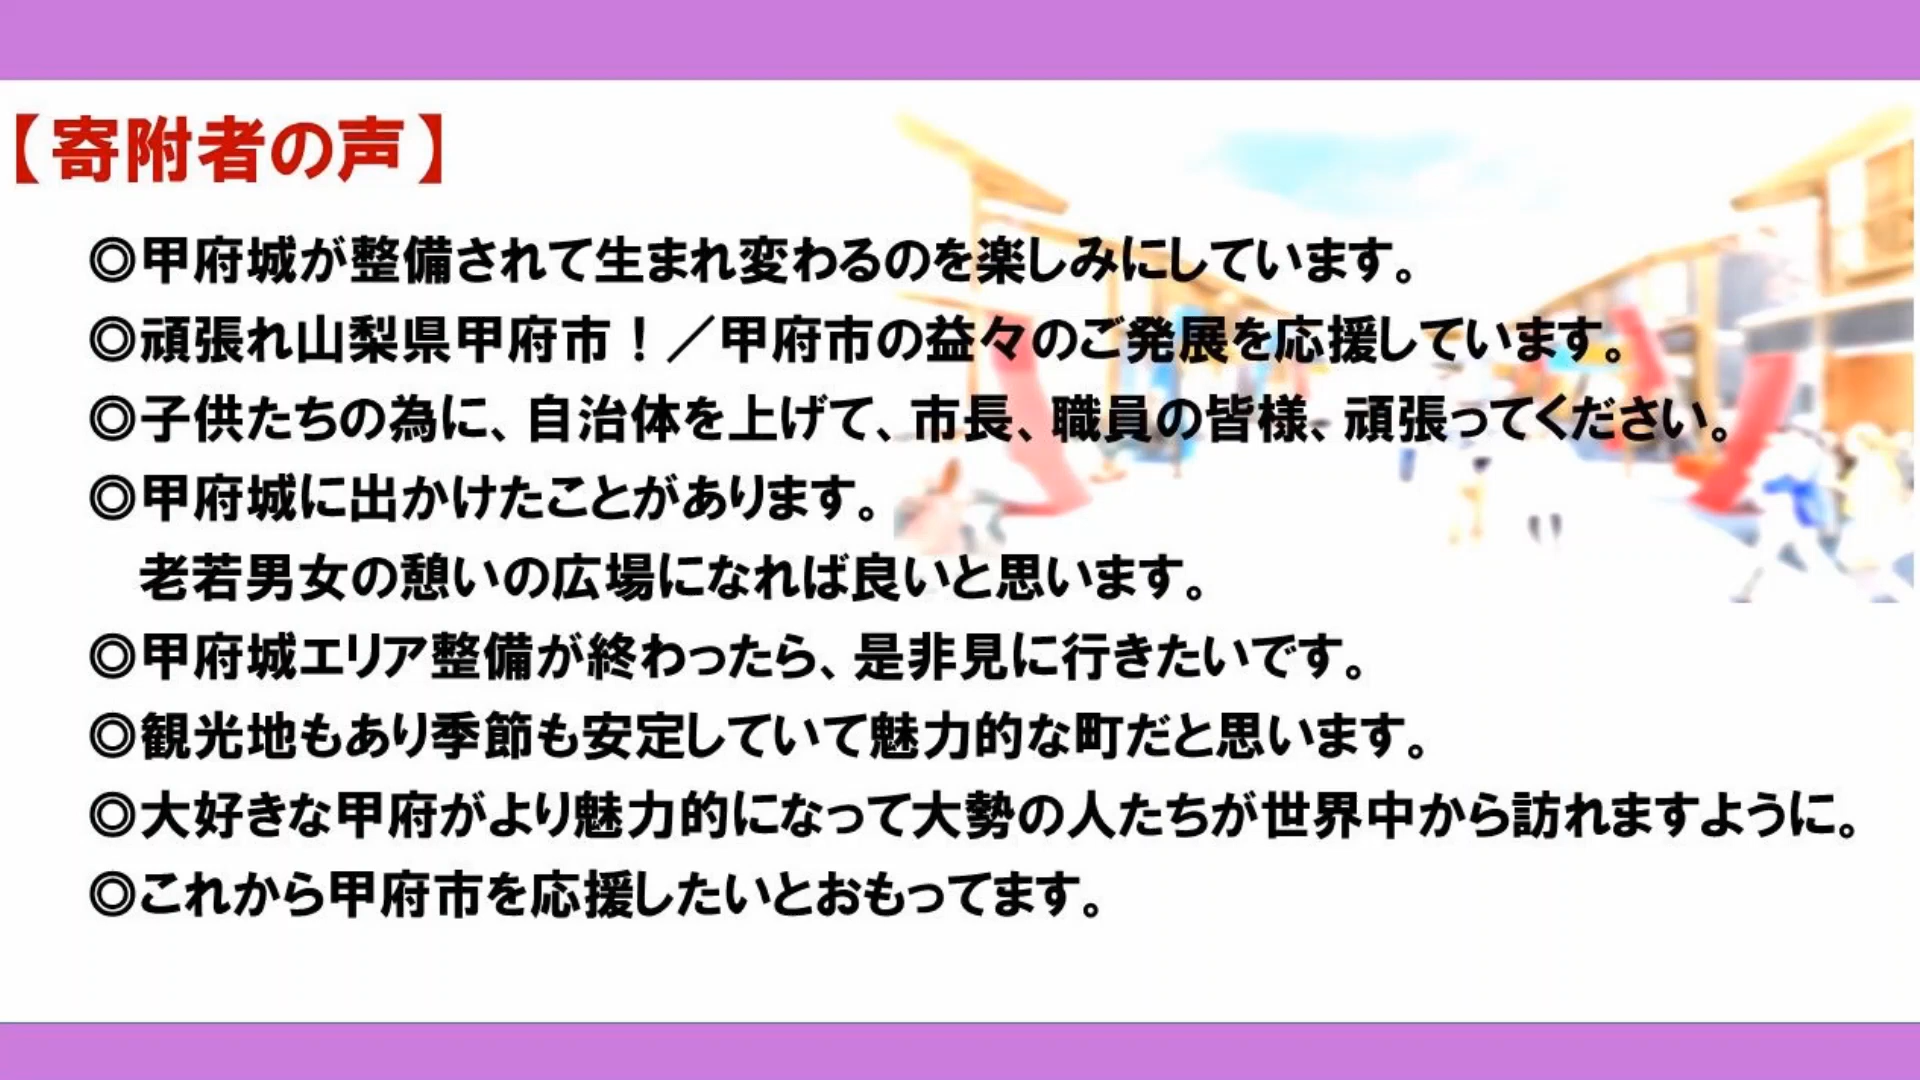 【寄附者の声】
◎甲府城が整備されて生まれ変わるのを楽しみにしています。
◎頑張れ山梨県甲府市！／甲府市の益々のご発展を応援しています。
◎子供たちの為に、自治体を上げて、市長、職員の皆様、頑張ってください。
◎甲府城に出かけたことがあります。
老若男女の憩いの広場になれば良いと思います。
◎甲府城エリア整備が終わったら、是非見に行きたいです。
◎観光地もあり季節も安定していて魅力的な町だと思います。
◎大好きな甲府がより魅力的になって大勢の人たちが世界中から訪れますように。
◎これから甲府市を応援したいとおもってます。